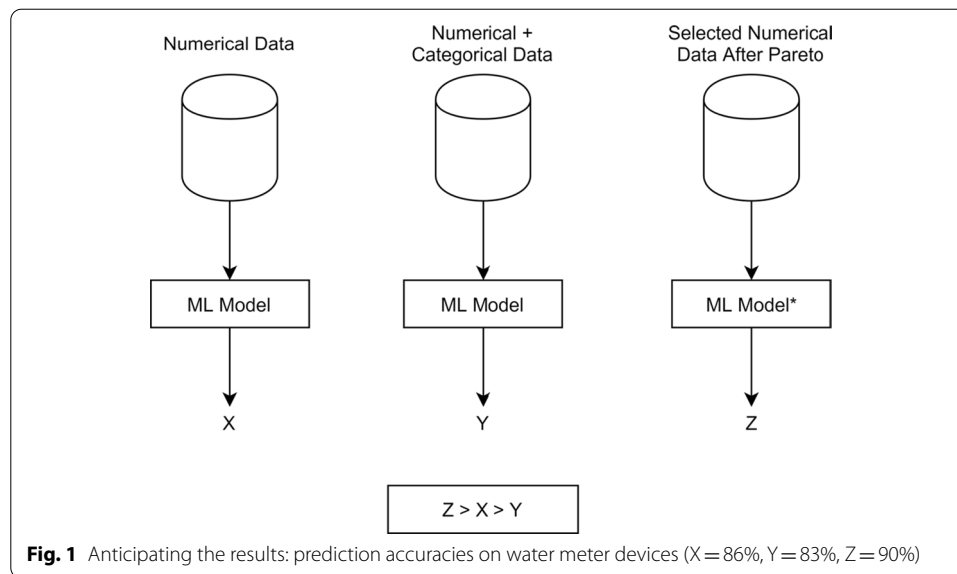 Numerical Data
Numerical +
Categorical Data
Selected Numerical
Data After Pareto
ML Model
ML Model
ML Model*
X
Y
Z
Z > X > Y
Fig. 1 Anticipating the results: prediction accuracies on water meter devices (X = 86%, Y = 83%, Z = 90%)